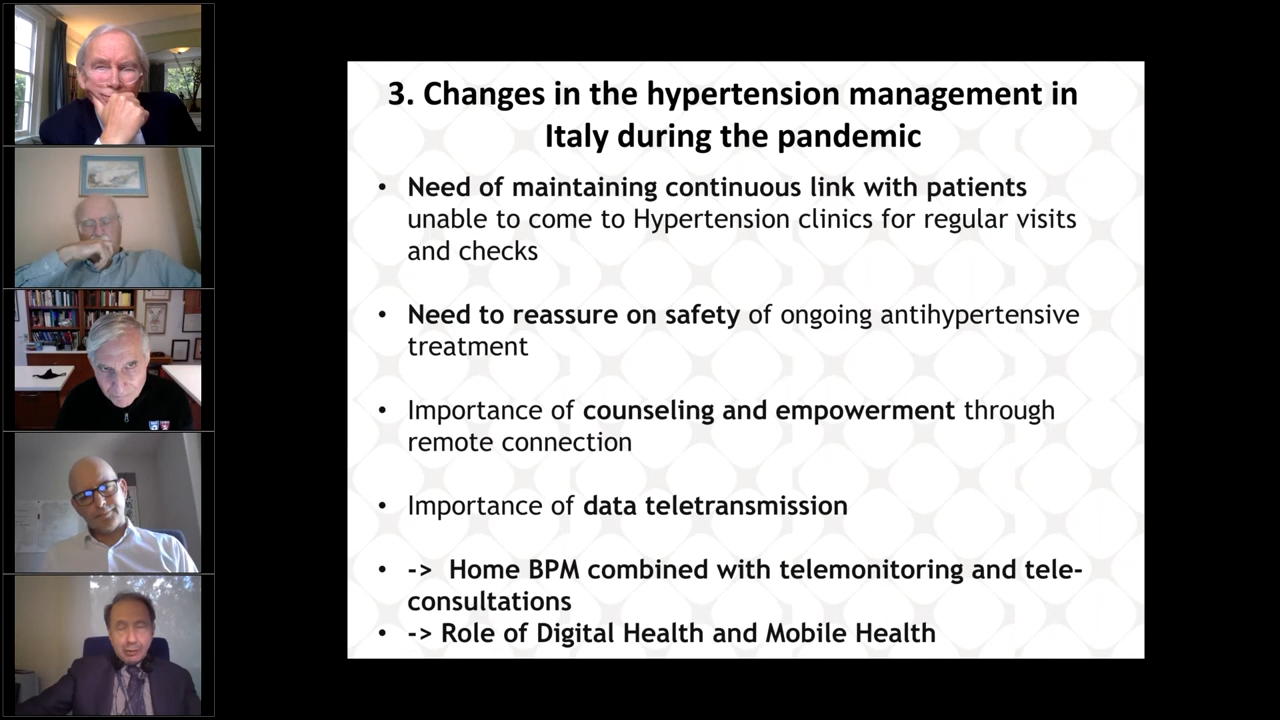 3. Changes in the hypertension management in
Italy during the pandemic
• Need of maintaining continuous link with patients
unable to come to Hypertension clinics for regular visits
and checks
• Need to reassure on safety of ongoing antihypertensive
treatment
• Importance of counseling and empowerment through
remote connection
• Importance of data teletransmission
• -> Home BPM combined with telemonitoring and tele-
consultations
• -> Role of Digital Health and Mobile Health